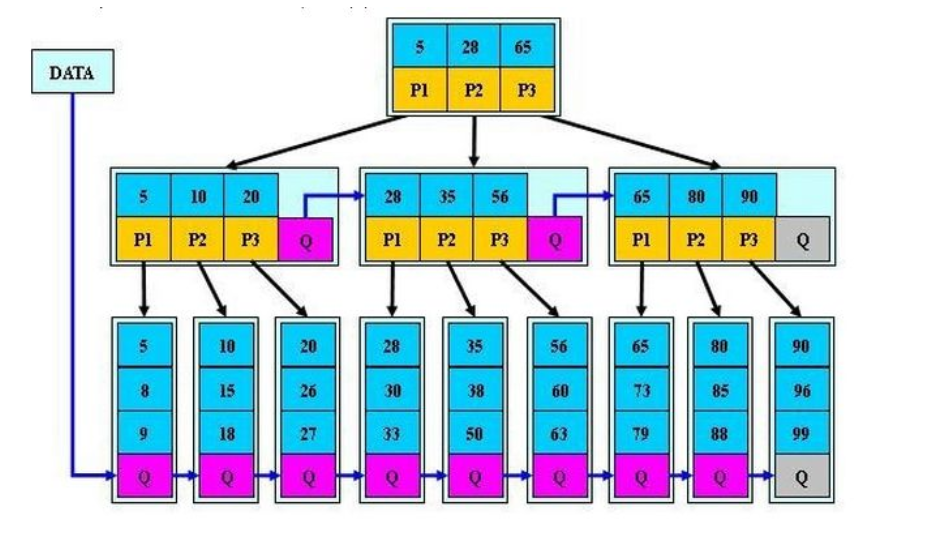 5 28 65
DATA
P1 P2 P3
5 10 20
28 35 56
65 80 90
P1 P2 P3 Q
P1 P2 P3 Q
P1 P2 P3 Q
5 10 20 28 35 56 65 80 90
8 15 26 30 38 60 73 85 96
9 18 27 33 50 63 79 88 99
Q Q Q Q Q Q Q Q Q